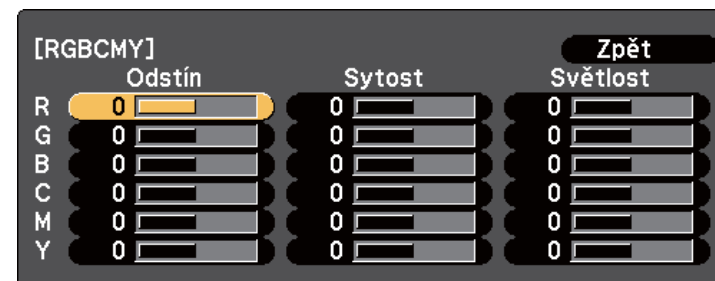 [RGBCMY] Zpět
Odstín Sytost Světlost
R 0 0 0
G 0 0 0
B 0 0 0
C 0 0 0
M 0 0 0
Y 0 0 0